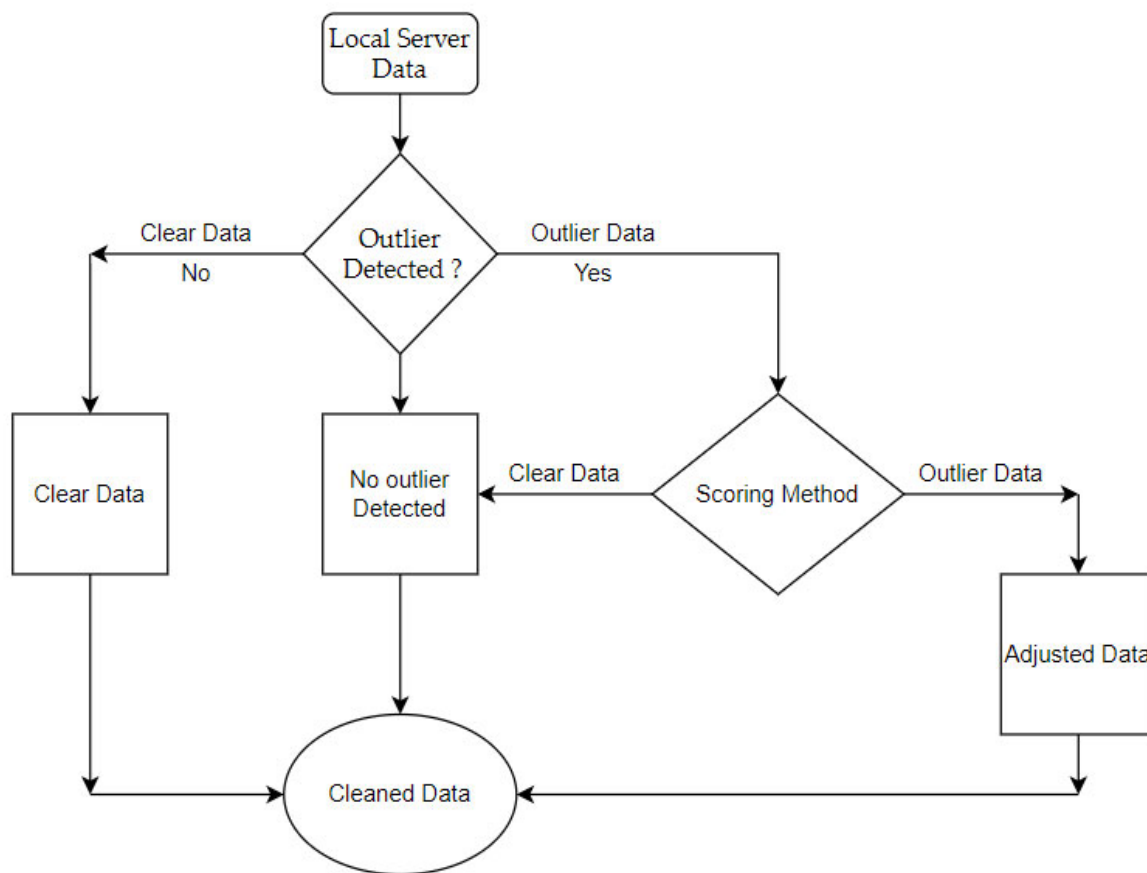 Local Server
Data
Clear Data
No
Outlier
Detected ?
Outlier Data
Yes
Clear Data
No outlier
Detected
Clear Data
Scoring Method
Outlier Data
Adjusted Data
Cleaned Data